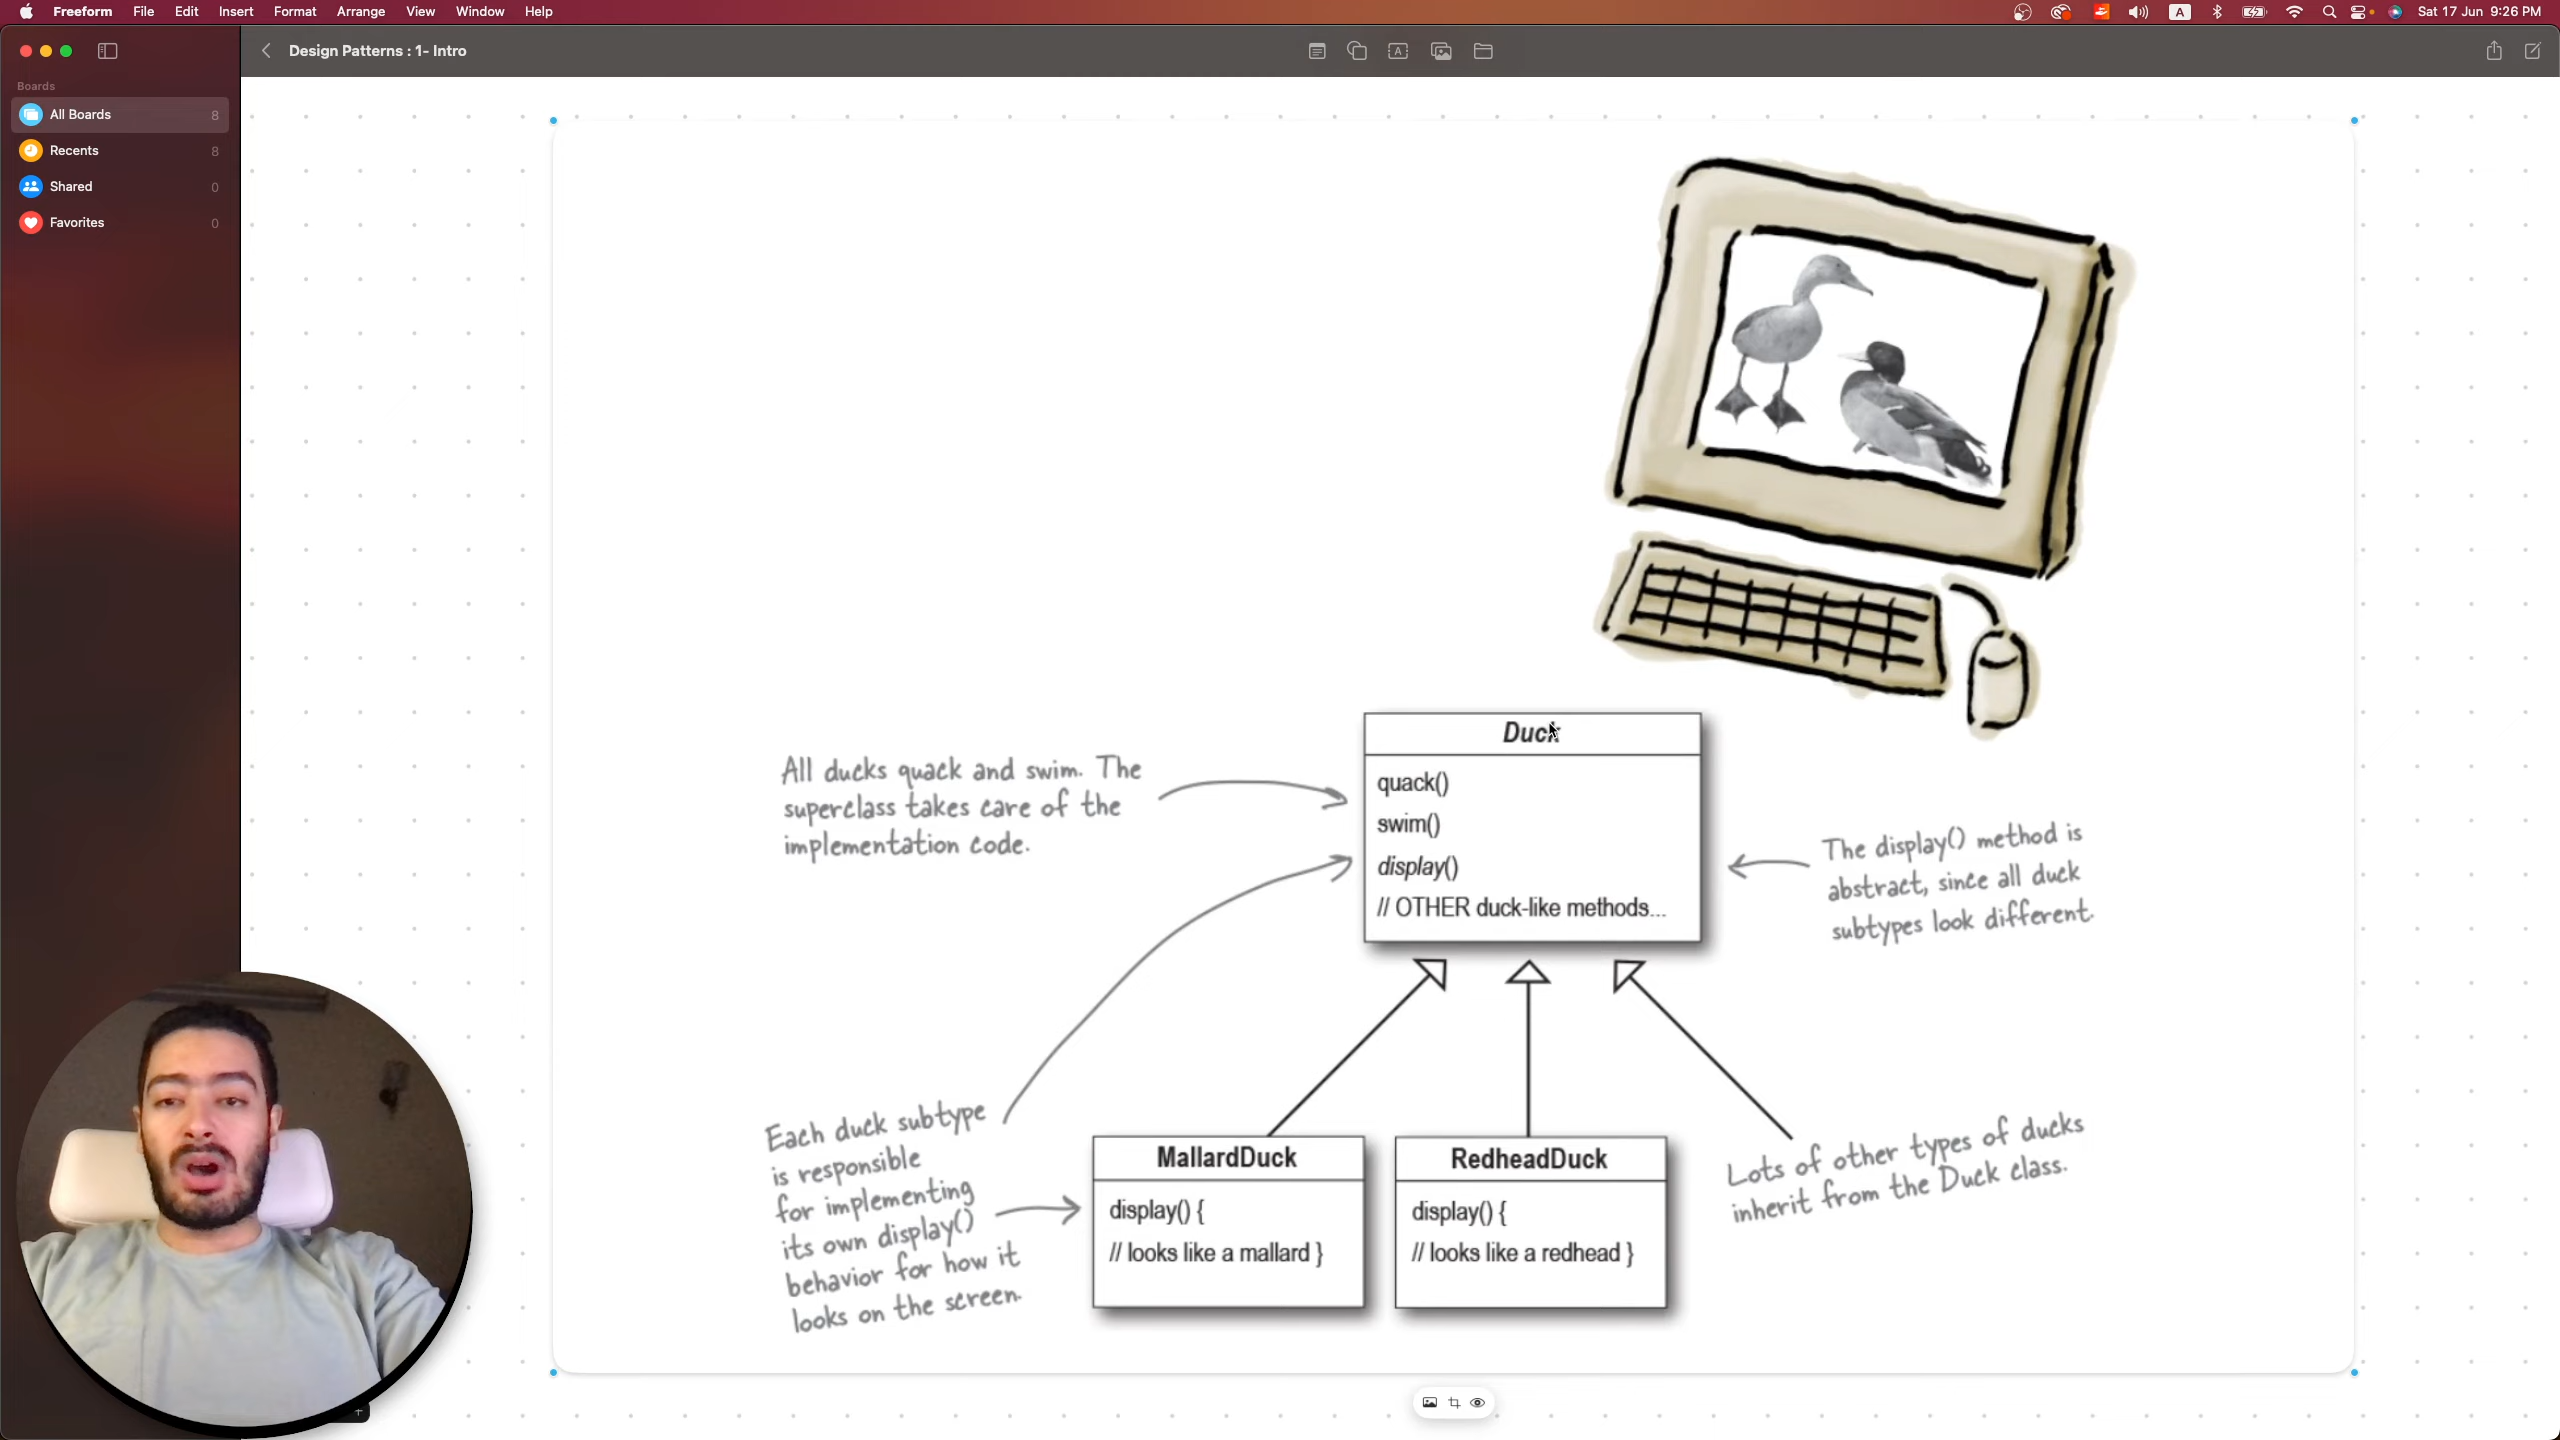 Freeform File Edit Insert Format Arrange View Window Help
A
Sat 17 Jun 9:26 PM
Design Patterns : 1- Intro
A
Boards
All Boards 8
Recents 8
Shared 0
Favorites 0
All ducks quack and swim. The
superclass takes care of the
implementation code.
Duck
quack()
swim()
display()
// OTHER duck-like methods...
The display() method is
abstract, since all duck
subtypes look different.
Each duck subtype
is responsible
for implementing
its own display()
behavior for how it
looks on the screen.
MallardDuck
display() {
// looks like a mallard }
RedheadDuck
display() {
// looks like a redhead }
Lots of other types of ducks
inherit from the Duck class.